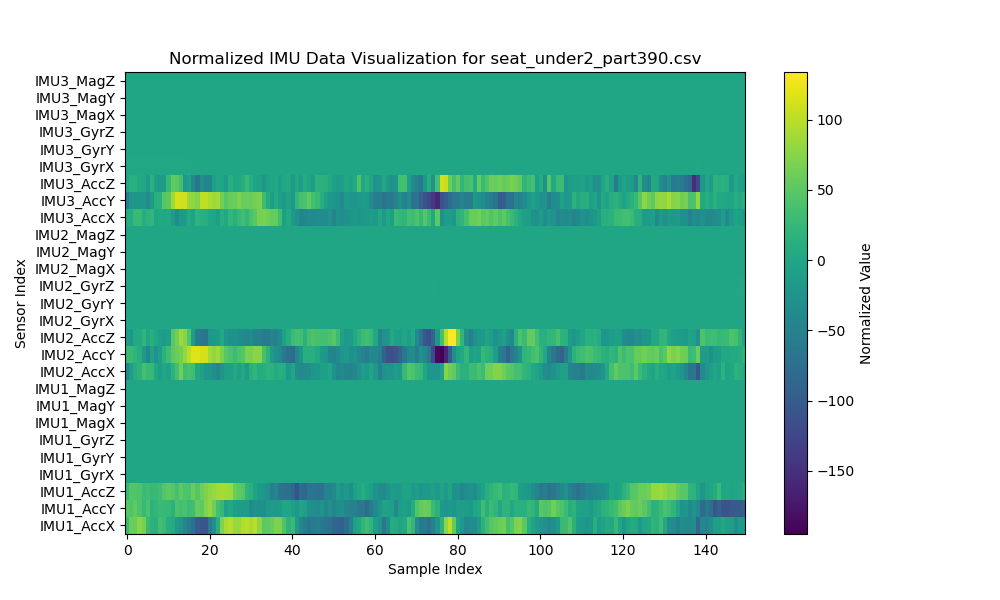 Normalized IMU Data Visualization for seat_under2_part390.csv
IMU3_MagZ
IMU3_MagY
IMU3_MagX
IMU3_GyrZ
IMU3_GyrY
IMU3_GyrX
IMU3_AccZ
IMU3_AccY
IMU3_AccX
IMU2_MagZ
IMU2_MagY
IMU2_MagX
IMU2_GyrZ
IMU2_GyrY
IMU2_GyrX
IMU2_AccZ
IMU2_AccY
IMU2_AccX
IMU1_MagZ
IMU1_MagY
IMU1_MagX
IMU1_GyrZ
IMU1_GyrY
IMU1_GyrX
IMU1_AccZ
IMU1_AccY
IMU1_AccX
Sensor Index
0 20 40 60 80 100 120 140
Sample Index
100
50
0
−50
−100
−150
Normalized Value